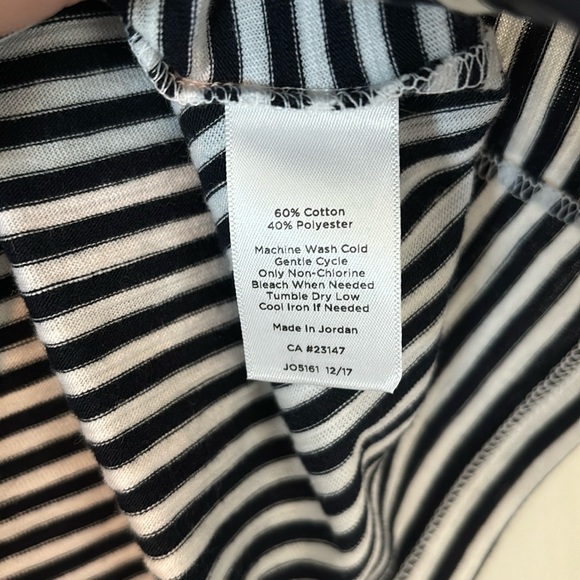 60% Cotton
40% Polyester
Machine Wash Cold
Gentle Cycle
Only Non-Chlorine
Bleach When Needed
Tumble Dry Low
Cool Iron If Needed
Made in Jordan
CA #23147
JO5161 12/17